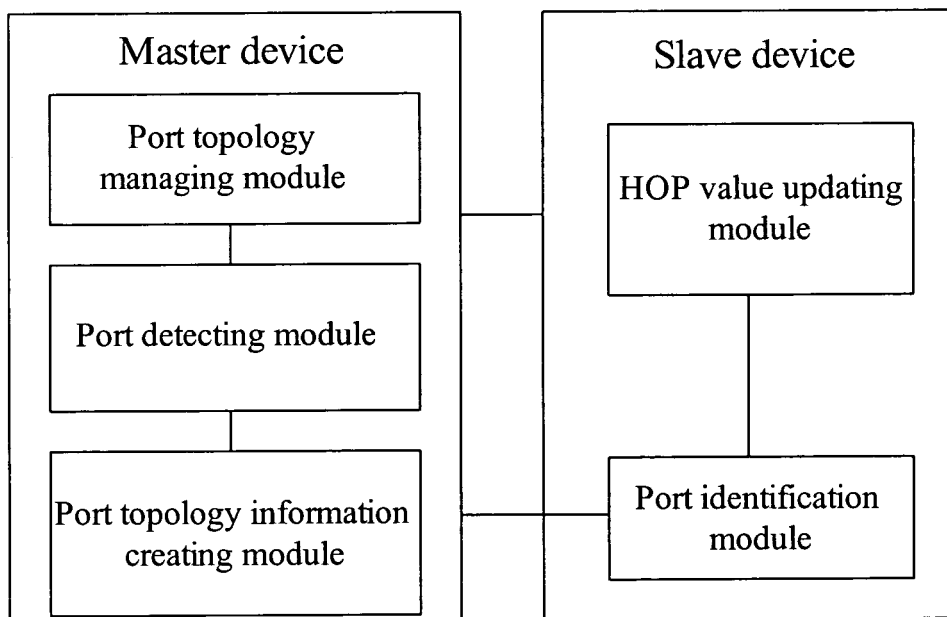 Master device
Port topology
managing module
Port detecting module
Port topology information
creating module
Slave device
HOP value updating
module
Port identification
module